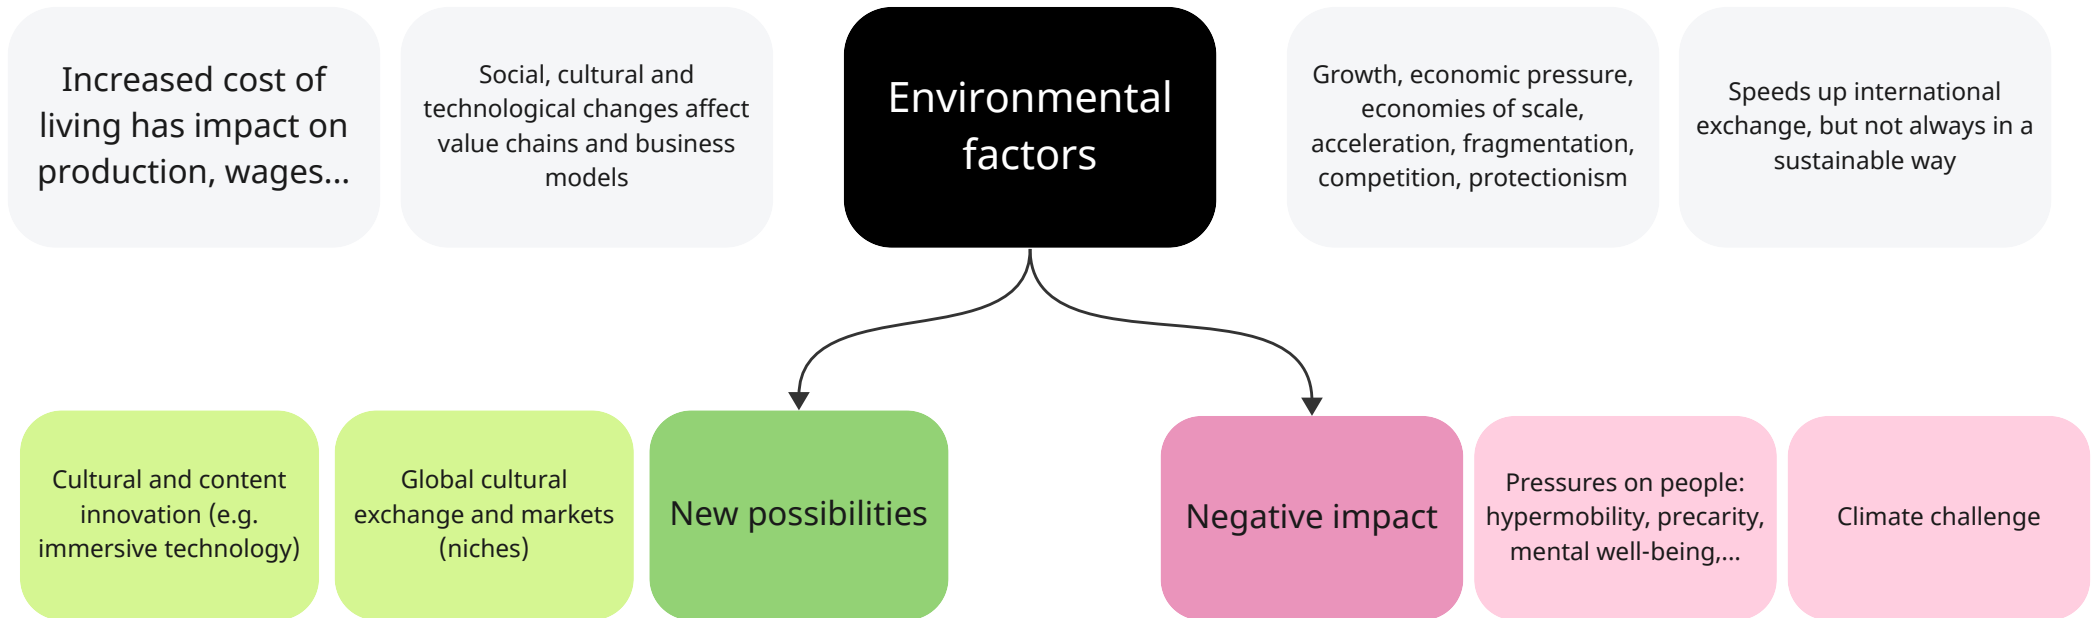 Increased cost of
living has impact on
production, wages...
Social, cultural and
technological changes affect
value chains and business
models
Environmental
factors
Growth, economic pressure,
economies of scale,
acceleration, fragmentation,
competition, protectionism
Speeds up international
exchange, but not always in a
sustainable way
Cultural and content
innovation (e.g.
immersive technology)
Global cultural
exchange and markets
(niches)
New possibilities
Negative impact
Pressures on people:
hypermobility, precarity,
mental well-being,...
Climate challenge